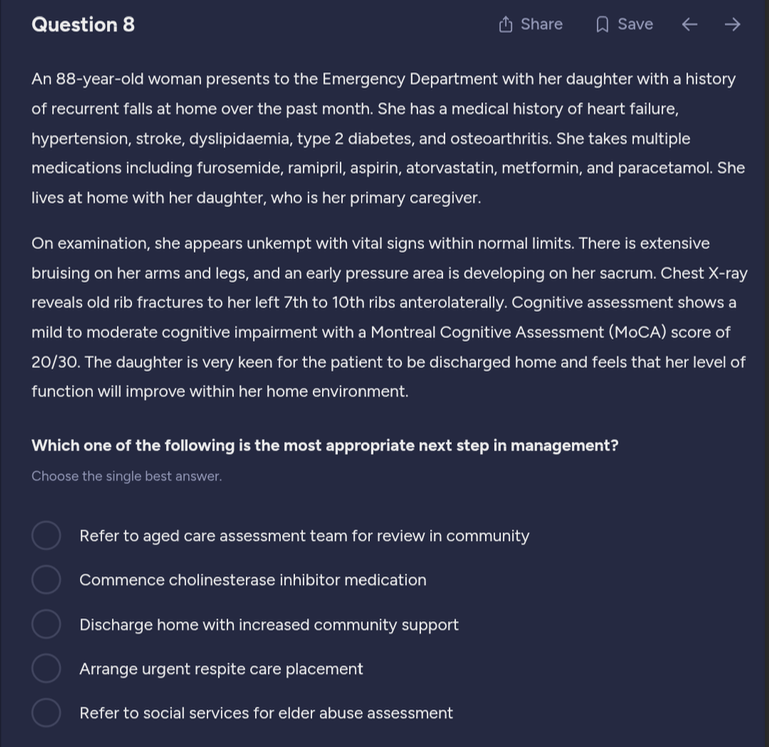 Question 8
Share
Save
An 88-year-old woman presents to the Emergency Department with her daughter with a history
of recurrent falls at home over the past month. She has a medical history of heart failure,
hypertension, stroke, dyslipidaemia, type 2 diabetes, and osteoarthritis. She takes multiple
medications including furosemide, ramipril, aspirin, atorvastatin, metformin, and paracetamol. She
lives at home with her daughter, who is her primary caregiver.
On examination, she appears unkempt with vital signs within normal limits. There is extensive
bruising on her arms and legs, and an early pressure area is developing on her sacrum. Chest X-ray
reveals old rib fractures to her left 7th to 10th ribs anterolaterally. Cognitive assessment shows a
mild to moderate cognitive impairment with a Montreal Cognitive Assessment (MoCA) score of
20/30. The daughter is very keen for the patient to be discharged home and feels that her level of
function will improve within her home environment.
Which one of the following is the most appropriate next step in management?
Choose the single best answer.
Refer to aged care assessment team for review in community
Commence cholinesterase inhibitor medication
Discharge home with increased community support
Arrange urgent respite care placement
Refer to social services for elder abuse assessment